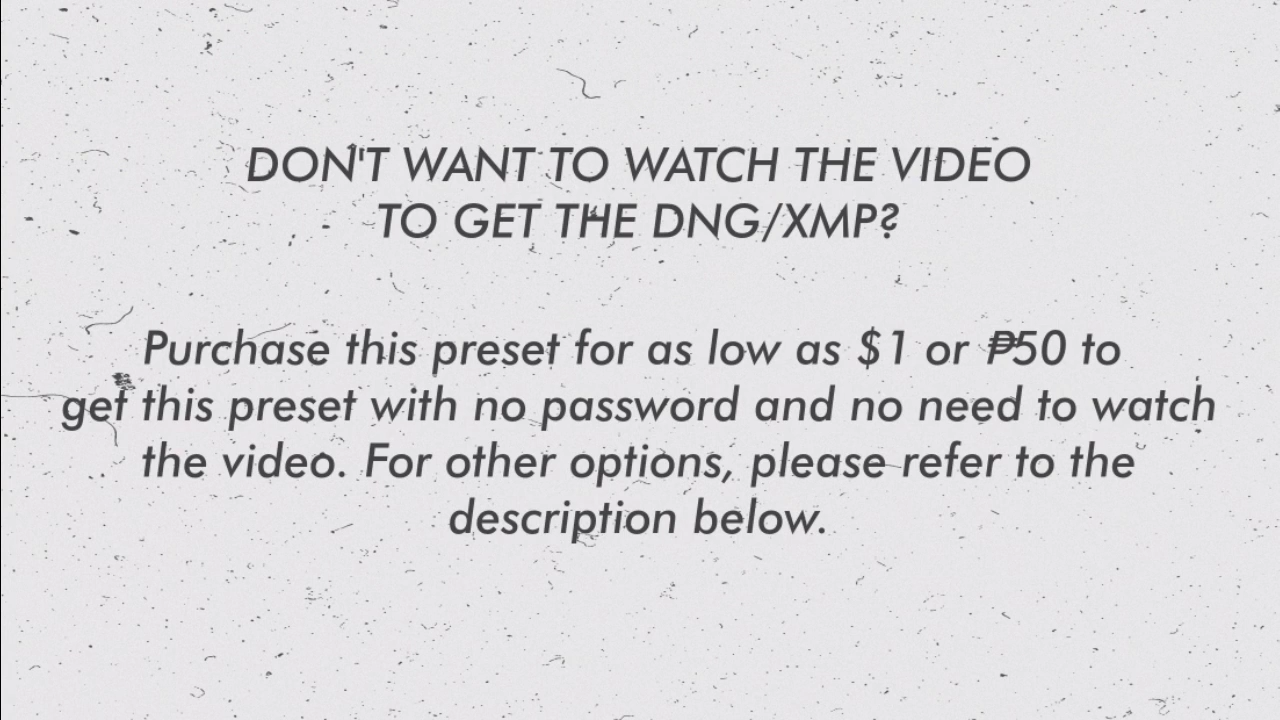 DON'T WANT TO WATCH THE VIDEO
TO GET THE DNG/XMP?
Purchase this preset for as low as $1 or ₱50 to
get this preset with no password and no need to watch
the video. For other options, please refer to the
description below.